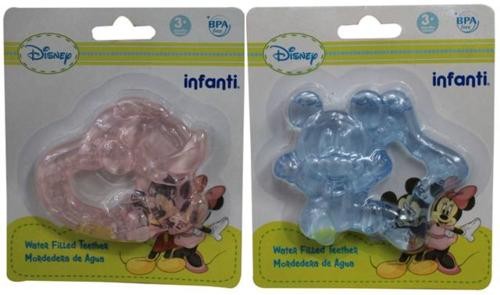 3+
BPA
free
Disney
infanti
Water Filled Teether
Mordedera de Agua
3+
BPA
free
Disney
infanti
Water Filled Teether
Mordedera de Agua